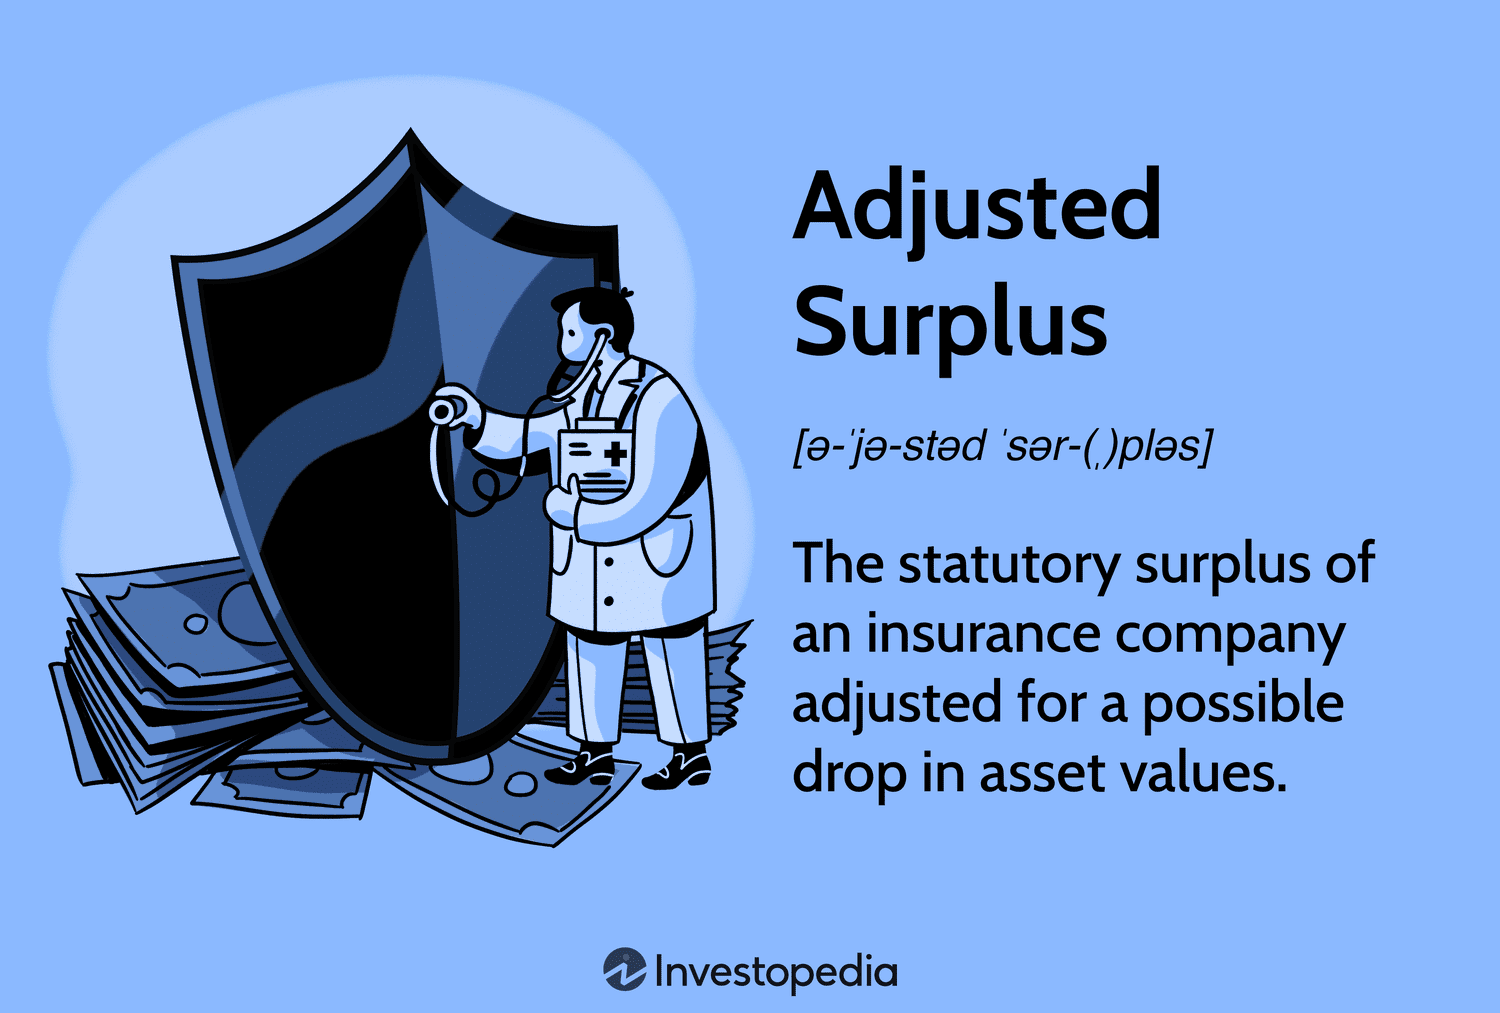 Adjusted
Surplus
[ə-ˈjə-stəd ˈsər-(ˌ)pləs]
The statutory surplus of
an insurance company
adjusted for a possible
drop in asset values.
Investopedia